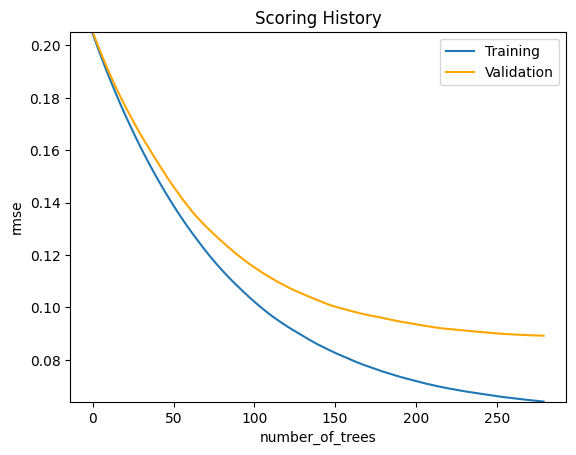 Scoring History
Training
Validation
rmse
0.20
0.18
0.16
0.14
0.12
0.10
0.08
0
50
100
150
200
250
number_of_trees